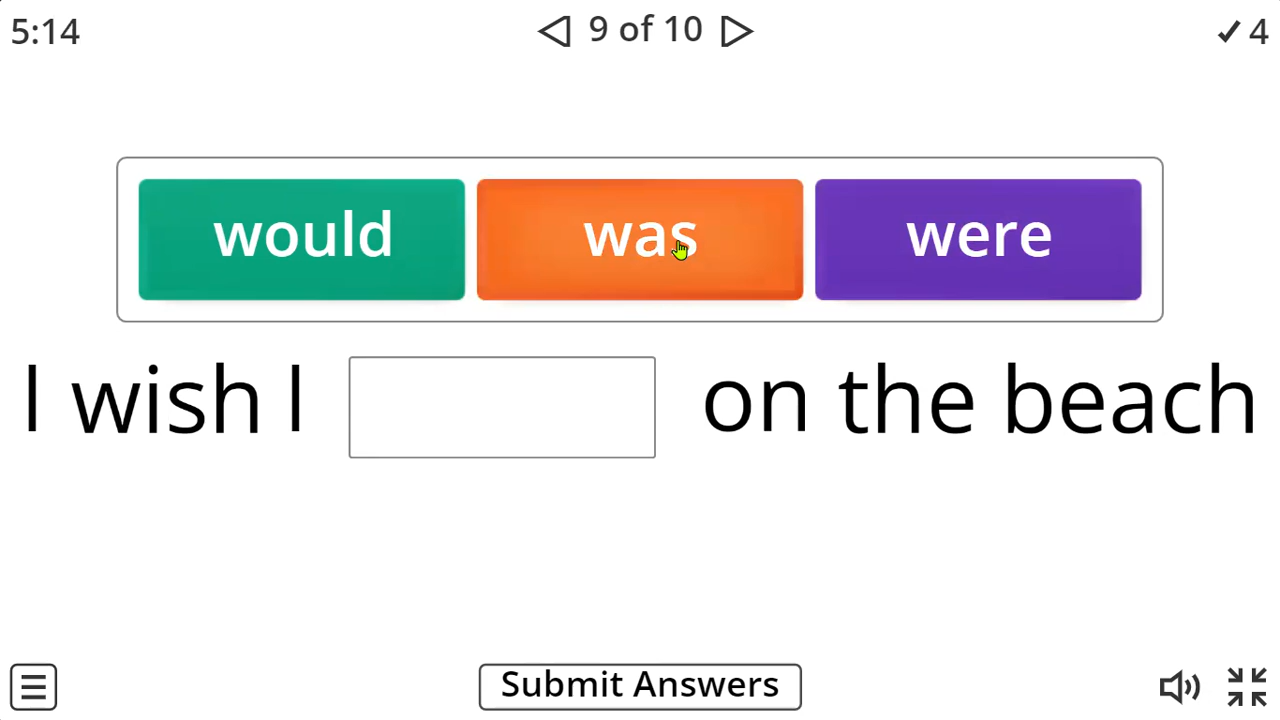 5:14
9 of 10
✓ 4
would
was
were
I wish I
on the beach
Submit Answers